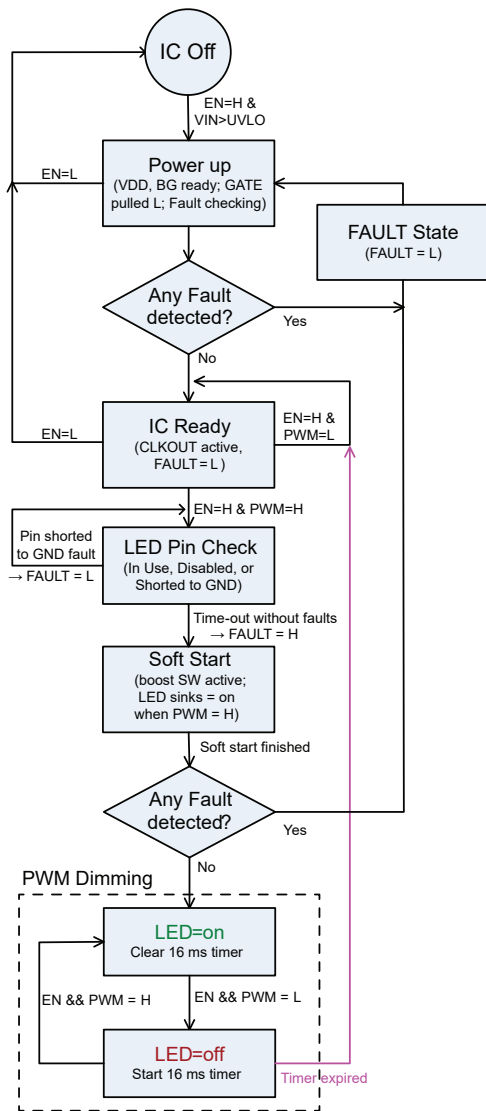 IC Off
EN=H &
VIN>UVLO
Power up
(VDD, BG ready; GATE
pulled L; Fault checking)
EN=L
FAULT State
(FAULT = L)
Any Fault
detected?
Yes
No
IC Ready
(CLKOUT active,
FAULT = L )
EN=L
EN=H &
PWM=L
EN=H & PWM=H
Pin shorted
to GND fault
→ FAULT = L
LED Pin Check
(In Use, Disabled, or
Shorted to GND)
Time-out without faults
→ FAULT = H
Soft Start
(boost SW active;
LED sinks = on
when PWM = H)
Soft start finished
Any Fault
detected?
Yes
No
PWM Dimming
LED=on
Clear 16 ms timer
EN && PWM = H
EN && PWM = L
LED=off
Start 16 ms timer
Timer expired